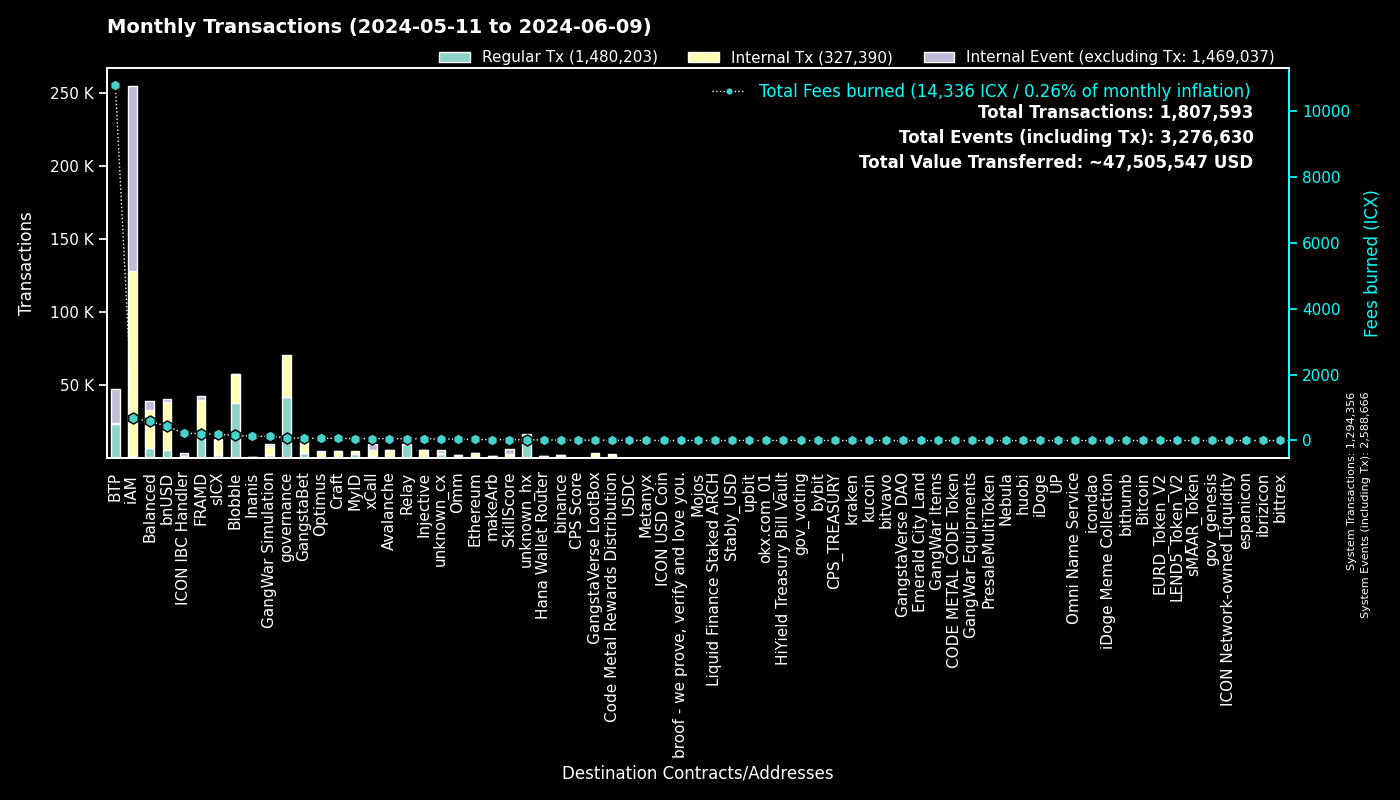 Monthly Transactions (2024-05-11 to 2024-06-09)
Regular Tx (1,480,203)
Internal Tx (327,390)
Internal Event (excluding Tx: 1,469,037)
Total Fees burned (14,336 ICX / 0.26% of monthly inflation)
Total Transactions: 1,807,593
Total Events (including Tx): 3,276,630
Total Value Transferred: ~47,505,547 USD
Transactions
250 K
200 K
150 K
100 K
50 K
10000
8000
6000
4000
2000
0
Fees burned (ICX)
System Transactions: 1,294,356
System Events (including Tx): 2,588,666
BTP
iAM
Balanced
bnUSD
ICON IBC Handler
FRAMD
sICX
Blobble
Inanis
GangWar Simulation
governance
GangstaBet
Optimus
Craft
MyID
xCall
Avalanche
Relay
Injective
unknown_cx
Omm
Ethereum
makeArb
SkillScore
unknown_hx
Hana Wallet Router
binance
CPS Score
GangstaVerse LootBox
Code Metal Rewards Distribution
USDC
Metanyx
ICON USD Coin
broof - we prove, verify and love you.
Mojos
Liquid Finance Staked ARCH
Stably_USD
upbit
okx.com_01
HiYield Treasury Bill Vault
gov_voting
bybit
CPS_TREASURY
kraken
kucoin
bitvavo
GangstaVerse DAO
Emerald City Land
GangWar Items
CODE METAL CODE Token
GangWar Equipments
PresaleMultiToken
Nebula
huobi
iDoge
UP
Omni Name Service
icondao
iDoge Meme Collection
bithumb
Bitcoin
EURD_Token_V2
LEND5_Token_V2
sMAAR_Token
gov_genesis
ICON Network-owned Liquidity
espanicon
ibrizicon
bittrex
Destination Contracts/Addresses